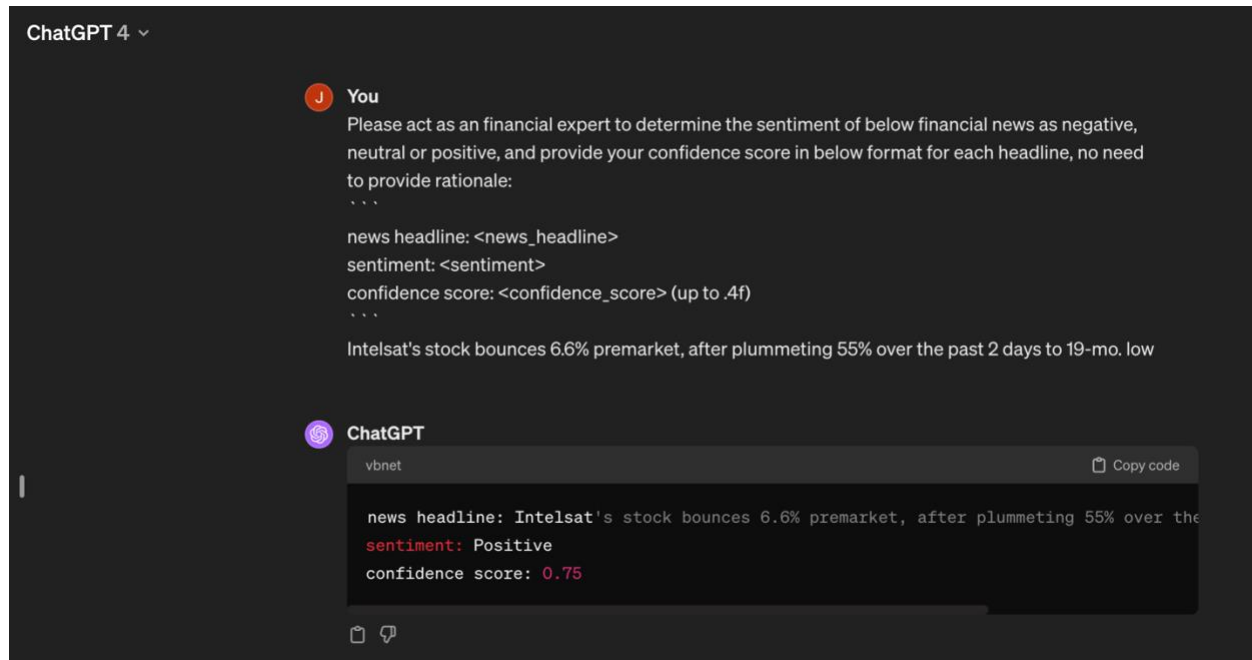 ChatGPT 4
J
You
Please act as an financial expert to determine the sentiment of below financial news as negative,
neutral or positive, and provide your confidence score in below format for each headline, no need
to provide rationale:
```
news headline: <news_headline>
sentiment: <sentiment>
confidence score: <confidence_score> (up to .4f)
```
Intelsat's stock bounces 6.6% premarket, after plummeting 55% over the past 2 days to 19-mo. low
ChatGPT
vbnet
Copy code
news headline: Intelsat's stock bounces 6.6% premarket, after plummeting 55% over the
sentiment: Positive
confidence score: 0.75